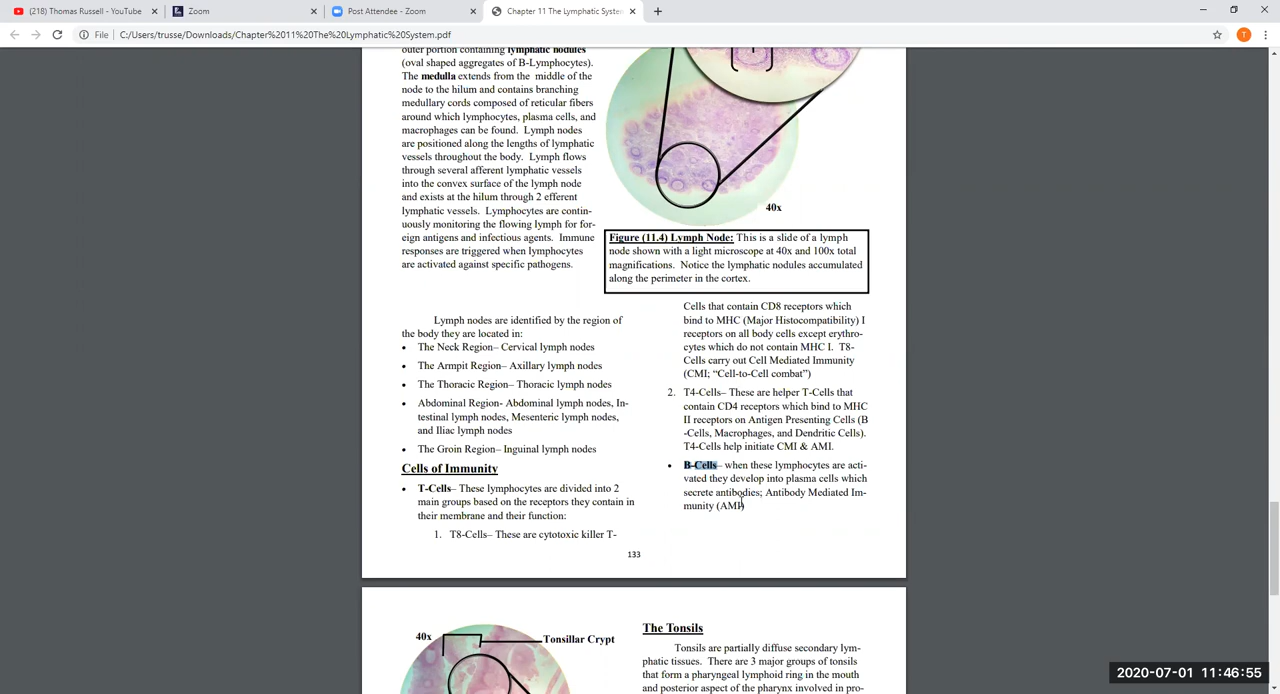 (218) Thomas Russell - YouTube
Zoom
Post Attendee - Zoom
Chapter 11 The Lymphatic Syste
File
C:/Users/trusse/Downloads/Chapter%2011%20The%20Lymphatic%20System.pdf
T
outer portion containing lymphatic nodules
(oval shaped aggregates of B-Lymphocytes).
The medulla extends from the middle of the
node to the hilum and contains branching
medullary cords composed of reticular fibers
around which lymphocytes, plasma cells, and
macrophages can be found. Lymph nodes
are positioned along the lengths of lymphatic
vessels throughout the body. Lymph flows
through several afferent lymphatic vessels
into the convex surface of the lymph node
and exists at the hilum through 2 efferent
lymphatic vessels. Lymphocytes are contin-
uously monitoring the flowing lymph for for-
eign antigens and infectious agents. Immune
responses are triggered when lymphocytes
are activated against specific pathogens.
40x
Figure (11.4) Lymph Node: This is a slide of a lymph
node shown with a light microscope at 40x and 100x total
magnifications. Notice the lymphatic nodules accumulated
along the perimeter in the cortex.
Lymph nodes are identified by the region of
the body they are located in:
• The Neck Region– Cervical lymph nodes
• The Armpit Region– Axillary lymph nodes
• The Thoracic Region– Thoracic lymph nodes
• Abdominal Region- Abdominal lymph nodes, In-
testinal lymph nodes, Mesenteric lymph nodes,
and Iliac lymph nodes
• The Groin Region– Inguinal lymph nodes
Cells of Immunity
• T-Cells– These lymphocytes are divided into 2
main groups based on the receptors they contain in
their membrane and their function:
1. T8-Cells– These are cytotoxic killer T-
Cells that contain CD8 receptors which
bind to MHC (Major Histocompatibility) I
receptors on all body cells except erythro-
cytes which do not contain MHC I. T8-
Cells carry out Cell Mediated Immunity
(CMI; “Cell-to-Cell combat”)
2. T4-Cells– These are helper T-Cells that
contain CD4 receptors which bind to MHC
II receptors on Antigen Presenting Cells (B
-Cells, Macrophages, and Dendritic Cells).
T4-Cells help initiate CMI & AMI.
• B-Cells– when these lymphocytes are acti-
vated they develop into plasma cells which
secrete antibodies; Antibody Mediated Im-
munity (AMI)
133
40x
Tonsillar Crypt
The Tonsils
Tonsils are partially diffuse secondary lym-
phatic tissues. There are 3 major groups of tonsils
that form a pharyngeal lymphoid ring in the mouth
and posterior aspect of the pharynx involved in pro-
2020-07-01 11:46:55